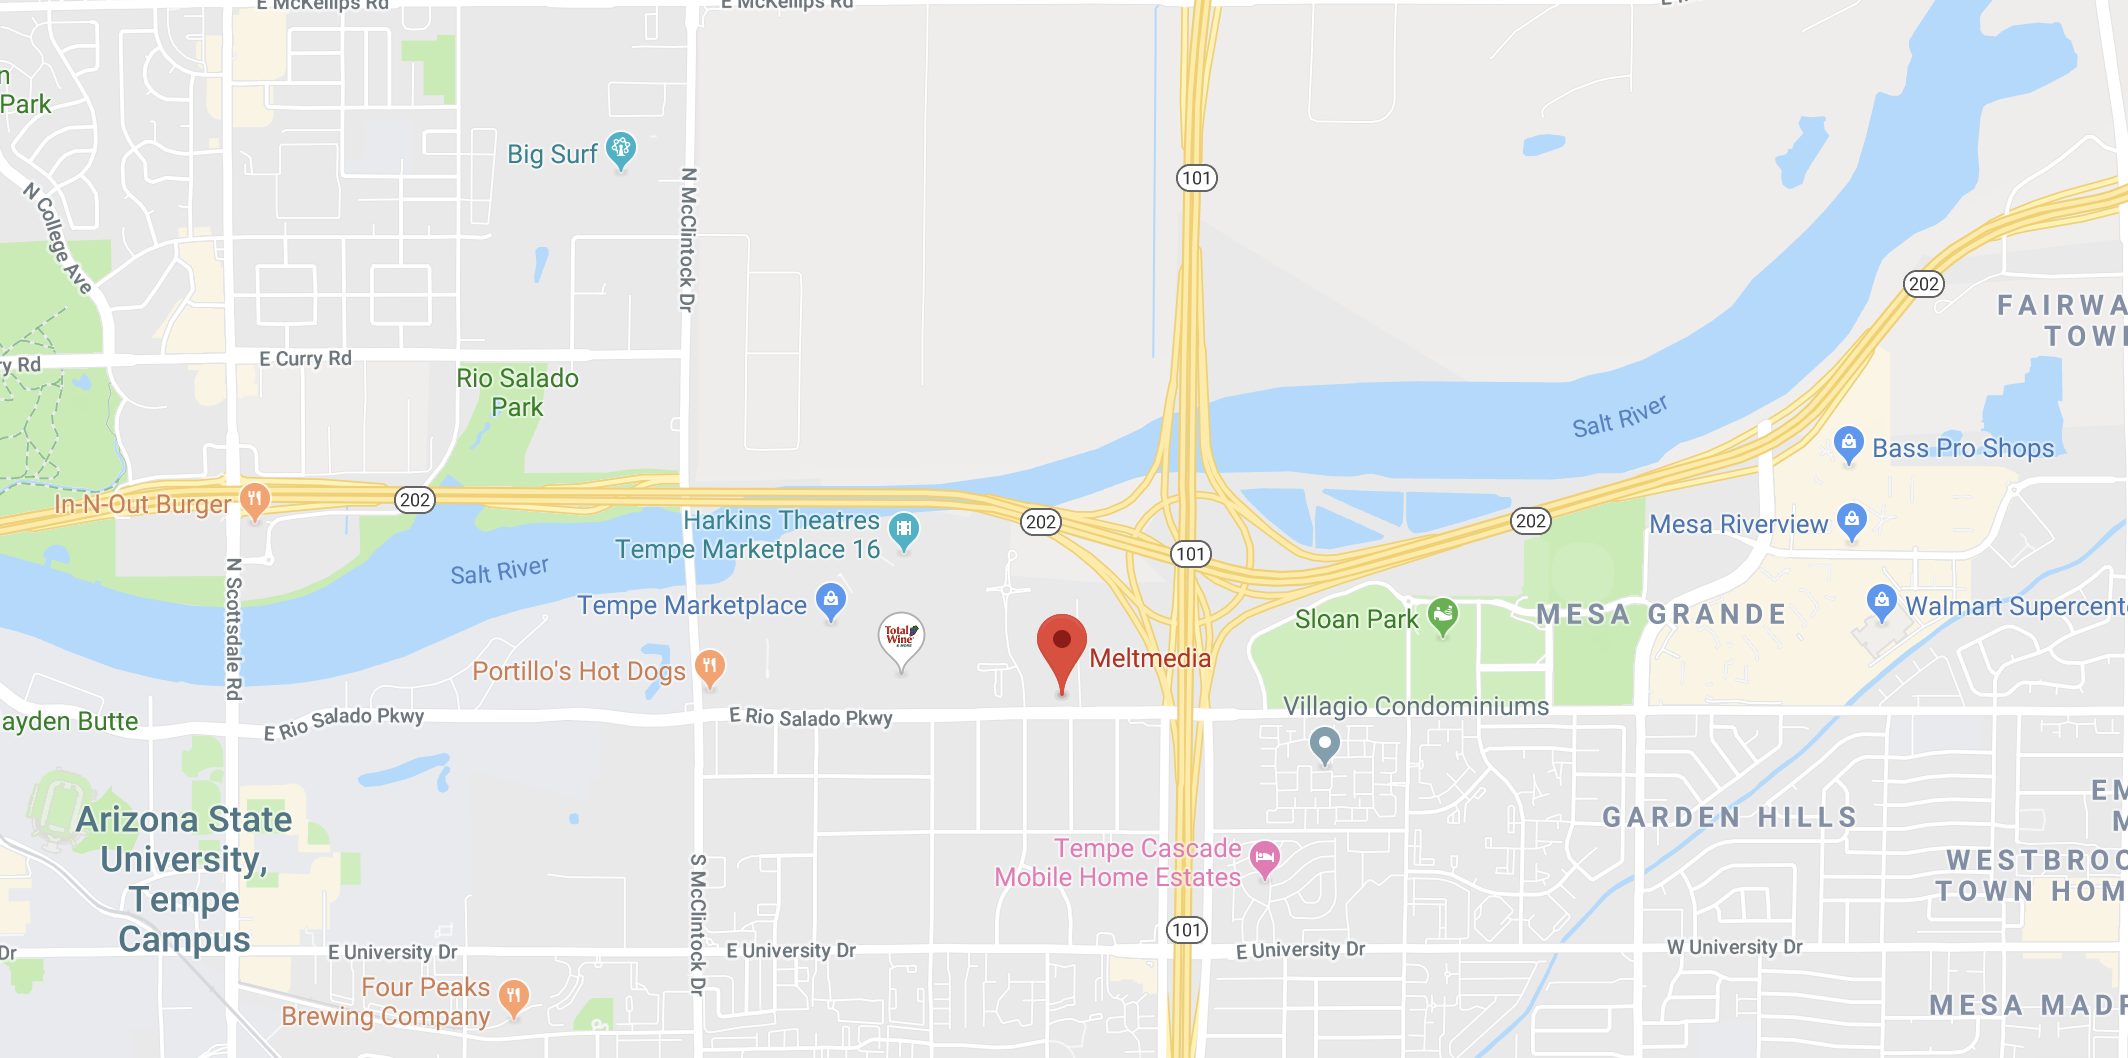 E McKellips Rd
E McKellips Rd
Park
Big Surf
101
N McClintock Dr
N College Ave
202
FAIRWA
TOW
E Curry Rd
ry Rd
Rio Salado
Park
Salt River
Bass Pro Shops
In-N-Out Burger
202
Harkins Theatres
Tempe Marketplace 16
202
202
Mesa Riverview
101
Salt River
N Scottsdale Rd
Tempe Marketplace
Total
Wine
& MORE
Sloan Park
MESA GRANDE
Walmart Supercent
Meltmedia
Portillo's Hot Dogs
Villagio Condominiums
ayden Butte
E Rio Salado Pkwy
E Rio Salado Pkwy
Arizona State
University,
Tempe
Campus
GARDEN HILLS
EM
M
Tempe Cascade
Mobile Home Estates
WESTBROO
TOWN HOM
S McClintock Dr
101
Dr
E University Dr
E University Dr
E University Dr
W University Dr
Four Peaks
Brewing Company
MESA MADR